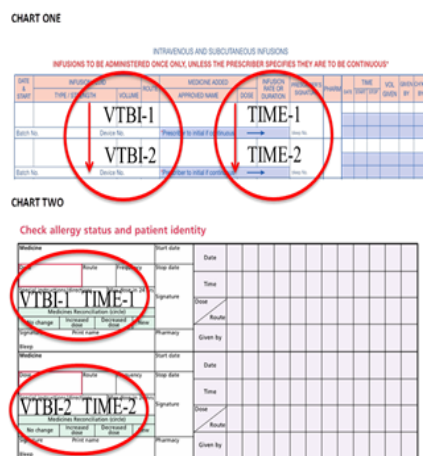 CHART ONE
INTRAVENOUS AND SUBCUTANEOUS INFUSIONS
INFUSIONS TO BE ADMINISTERED ONCE ONLY, UNLESS THE PRESCRIBER SPECIFIES THEY ARE TO BE CONTINUOUS*
DATE & START INFUSION ROUTE MEDICINE ADDED INFUSION RATE OR DURATION PRESCRIBER'S SIGNATURE PHARM TIME VOL GIVEN GIVEN BY
TYPE / STRENGTH VOLUME APPROVED NAME DOSE DATE START STOP*
VTBI-1 TIME-1
Batch No. Device No. *Prescriber to initial if continuous
VTBI-2 TIME-2
Batch No. Device No. *Prescriber to initial if continuous
CHART TWO
Check allergy status and patient identity
Medicine Start date
Date
Route Frequency Stop date
Time
Signature
VTBI-1 TIME-1 Dose
Medicines Reconciliation (circle) Route
No change Increased dose Decreased dose New
Signature Print name Pharmacy Given by
Bleep
Medicine Start date
Date
Route Frequency Stop date
Time
Signature
VTBI-2 TIME-2 Dose
Medicines Reconciliation (circle) Route
No change Increased dose Decreased dose
Signature Print name Pharmacy Given by
Bleep